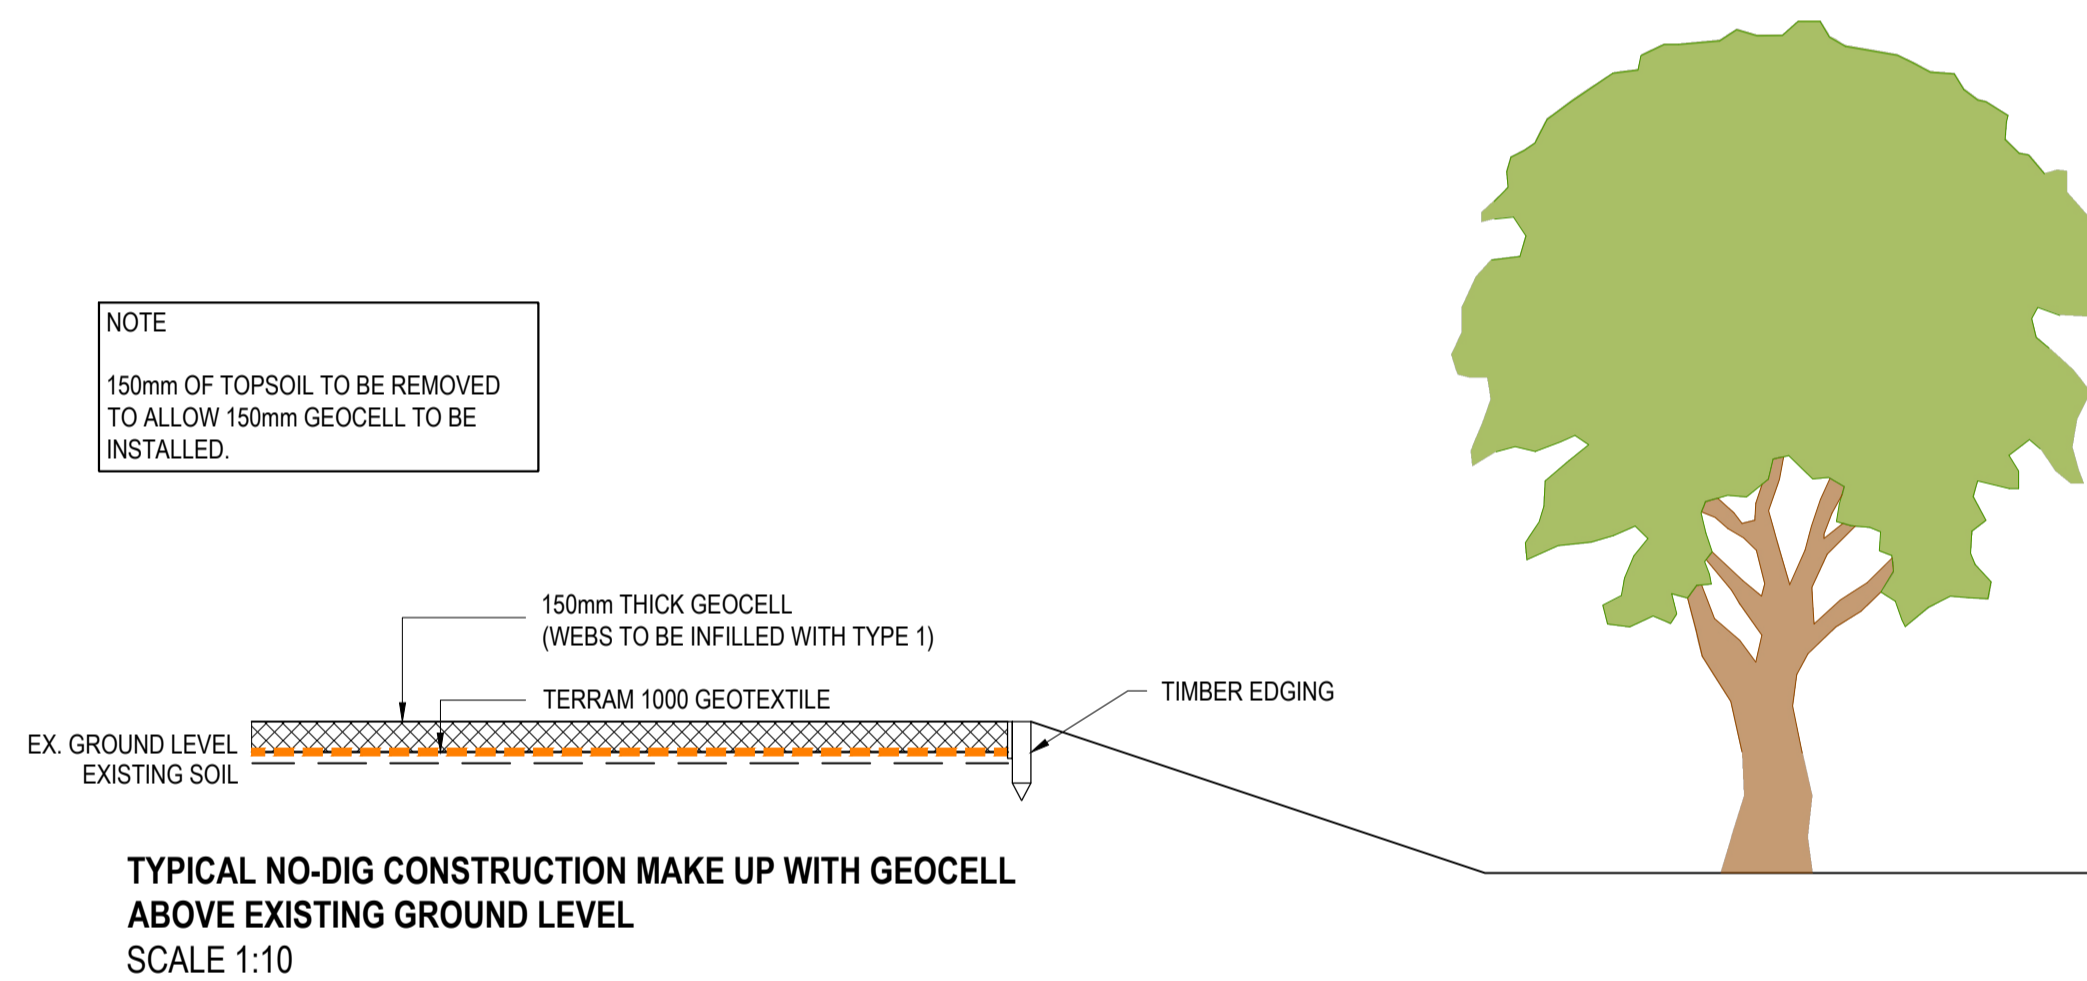 NOTE
150mm OF TOPSOIL TO BE REMOVED
TO ALLOW 150mm GEOCELL TO BE
INSTALLED.
150mm THICK GEOCELL
(WEBS TO BE INFILLED WITH TYPE 1)
TERRAM 1000 GEOTEXTILE
TIMBER EDGING
EX. GROUND LEVEL
EXISTING SOIL
TYPICAL NO-DIG CONSTRUCTION MAKE UP WITH GEOCELL
ABOVE EXISTING GROUND LEVEL
SCALE 1:10